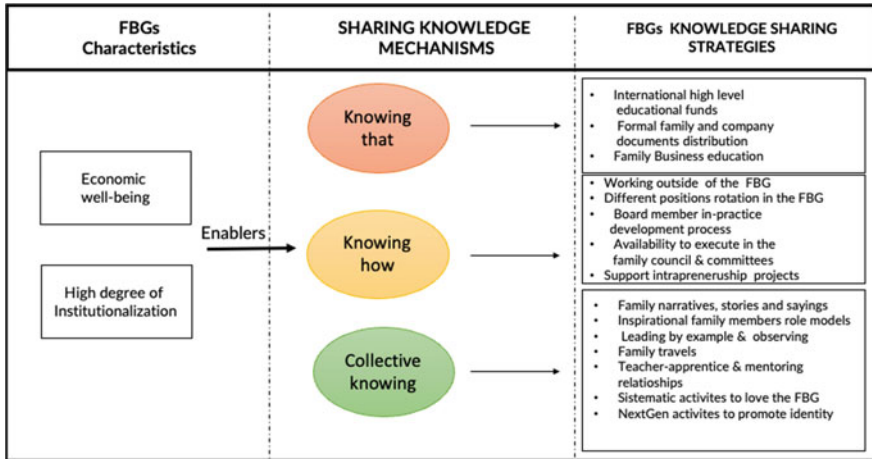 FBGs
Characteristics
SHARING KNOWLEDGE
MECHANISMS
FBGs KNOWLEDGE SHARING
STRATEGIES
Economic
well-being
High degree of
Institutionalization
Enablers
Knowing
that
Knowing
how
Collective
knowing
• International high level
educational funds
• Formal family and company
documents distribution
• Family Business education
• Working outside of the FBG
• Different positions rotation in the FBG
• Board member in-practice
development process
• Availability to execute in the
family council & committees
• Support intrapreneruship projects
• Family narratives, stories and sayings
• Inspirational family members role models
• Leading by example & observing
• Family travels
• Teacher-apprentice & mentoring
relatioships
• Sistematic activites to love the FBG
• NextGen activites to promote identity